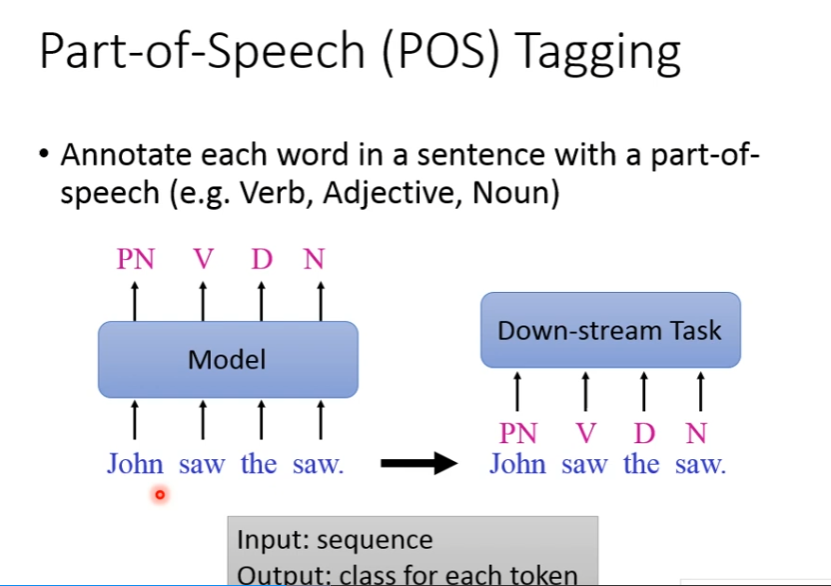 Part-of-Speech (POS) Tagging
• Annotate each word in a sentence with a part-of-
speech (e.g. Verb, Adjective, Noun)
PN V D N
Model
John saw the saw.
Down-stream Task
PN V D N
John saw the saw.
Input: sequence
Output: class for each token